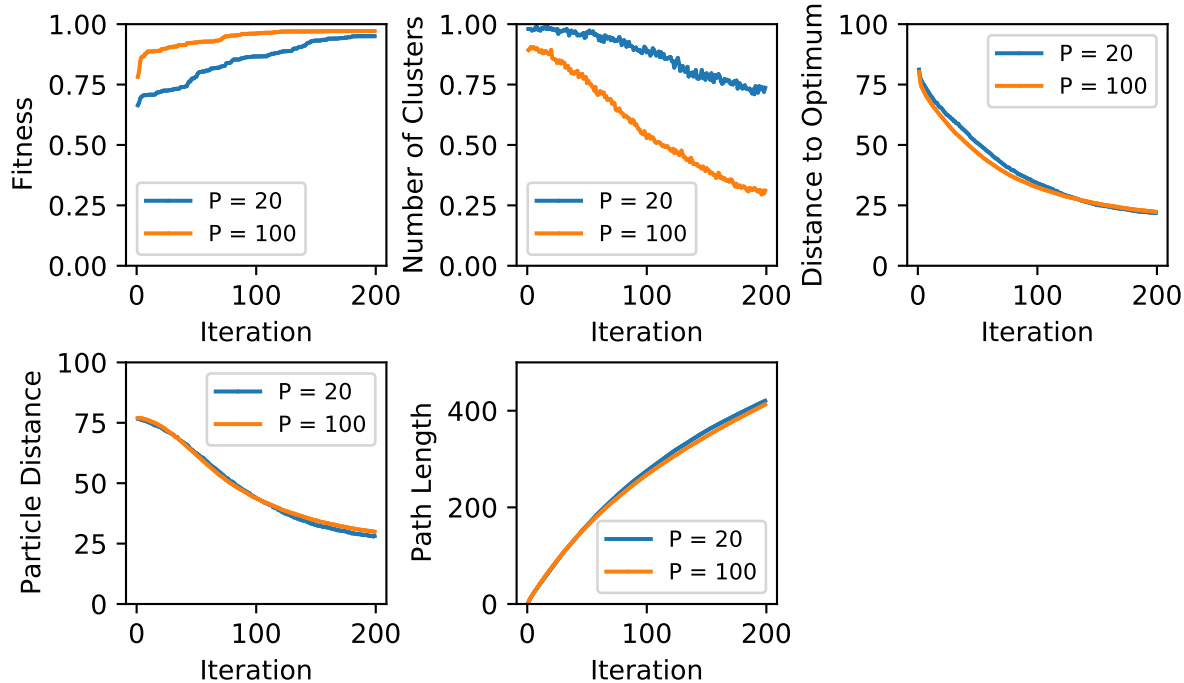 Fitness
1.00
0.75
0.50
0.25
0.00
P = 20
P = 100
0
100
200
Iteration
Number of Clusters
1.00
0.75
0.50
0.25
0.00
P = 20
P = 100
0
100
200
Iteration
Distance to Optimum
100
75
50
25
0
P = 20
P = 100
0
100
200
Iteration
Particle Distance
100
75
50
25
0
P = 20
P = 100
0
100
200
Iteration
Path Length
400
200
0
P = 20
P = 100
0
100
200
Iteration